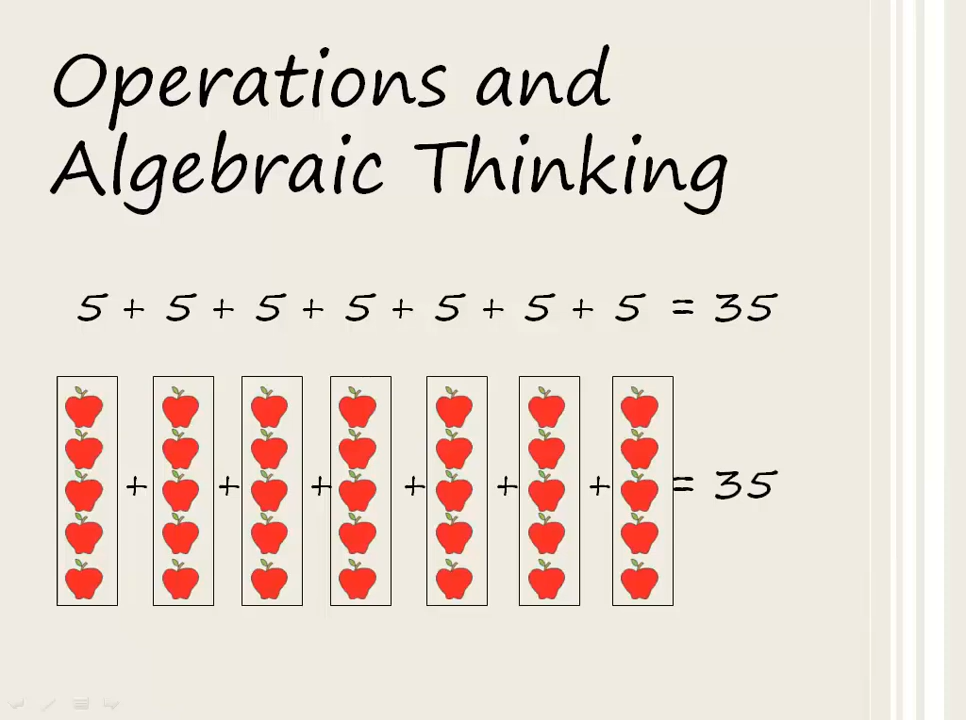 Operations and
Algebraic Thinking
5 + 5 + 5 + 5 + 5 + 5 + 5 = 35
+ + + + + + = 35